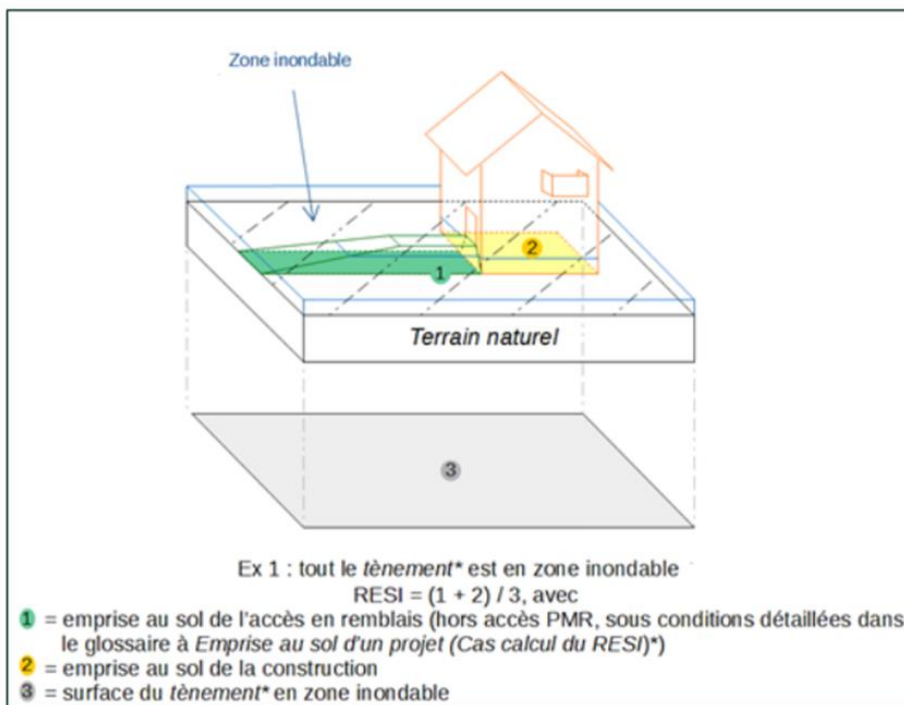 Zone inondable
2
1
Terrain naturel
3
Ex 1 : tout le tènement* est en zone inondable
RESI = (1 + 2) / 3, avec
1 = emprise au sol de l'accès en remblais (hors accès PMR, sous conditions détaillées dans
le glossaire à Emprise au sol d'un projet (Cas calcul du RESI)*)
2 = emprise au sol de la construction
3 = surface du tènement* en zone inondable